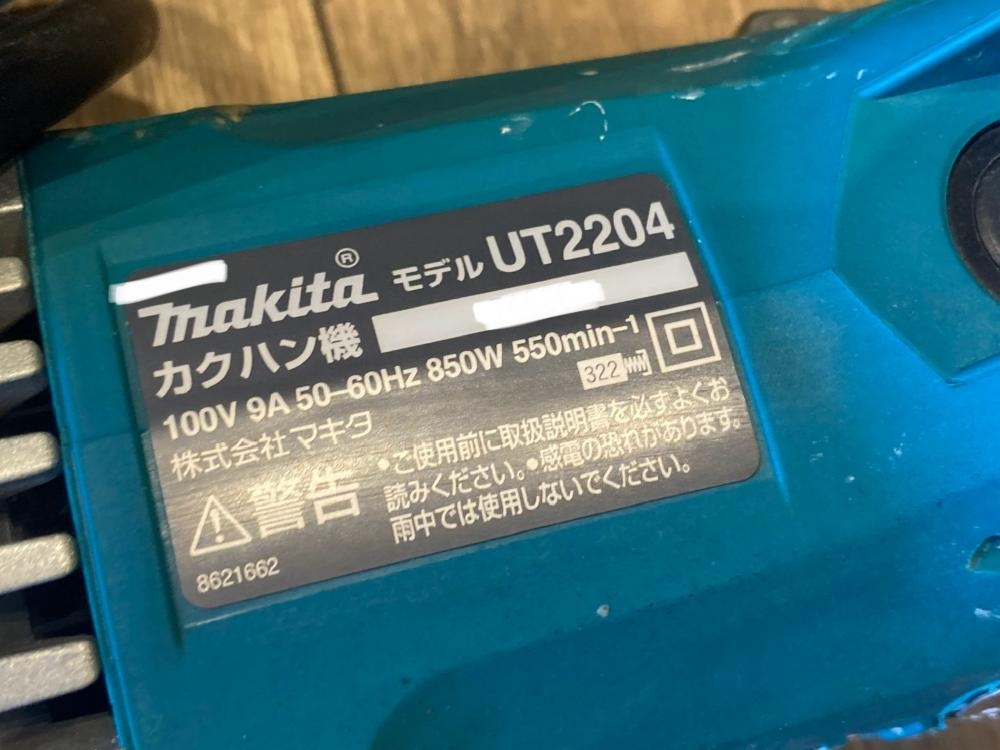 makita® モデル UT2204
カクハン機
100V 9A 50–60Hz 850W 550min–1
322
株式会社 マキタ
警告
•ご使用前に取扱説明書を必ずよくお
読みください。•感電の恐れがあります。
雨中では使用しないでください。
8621662